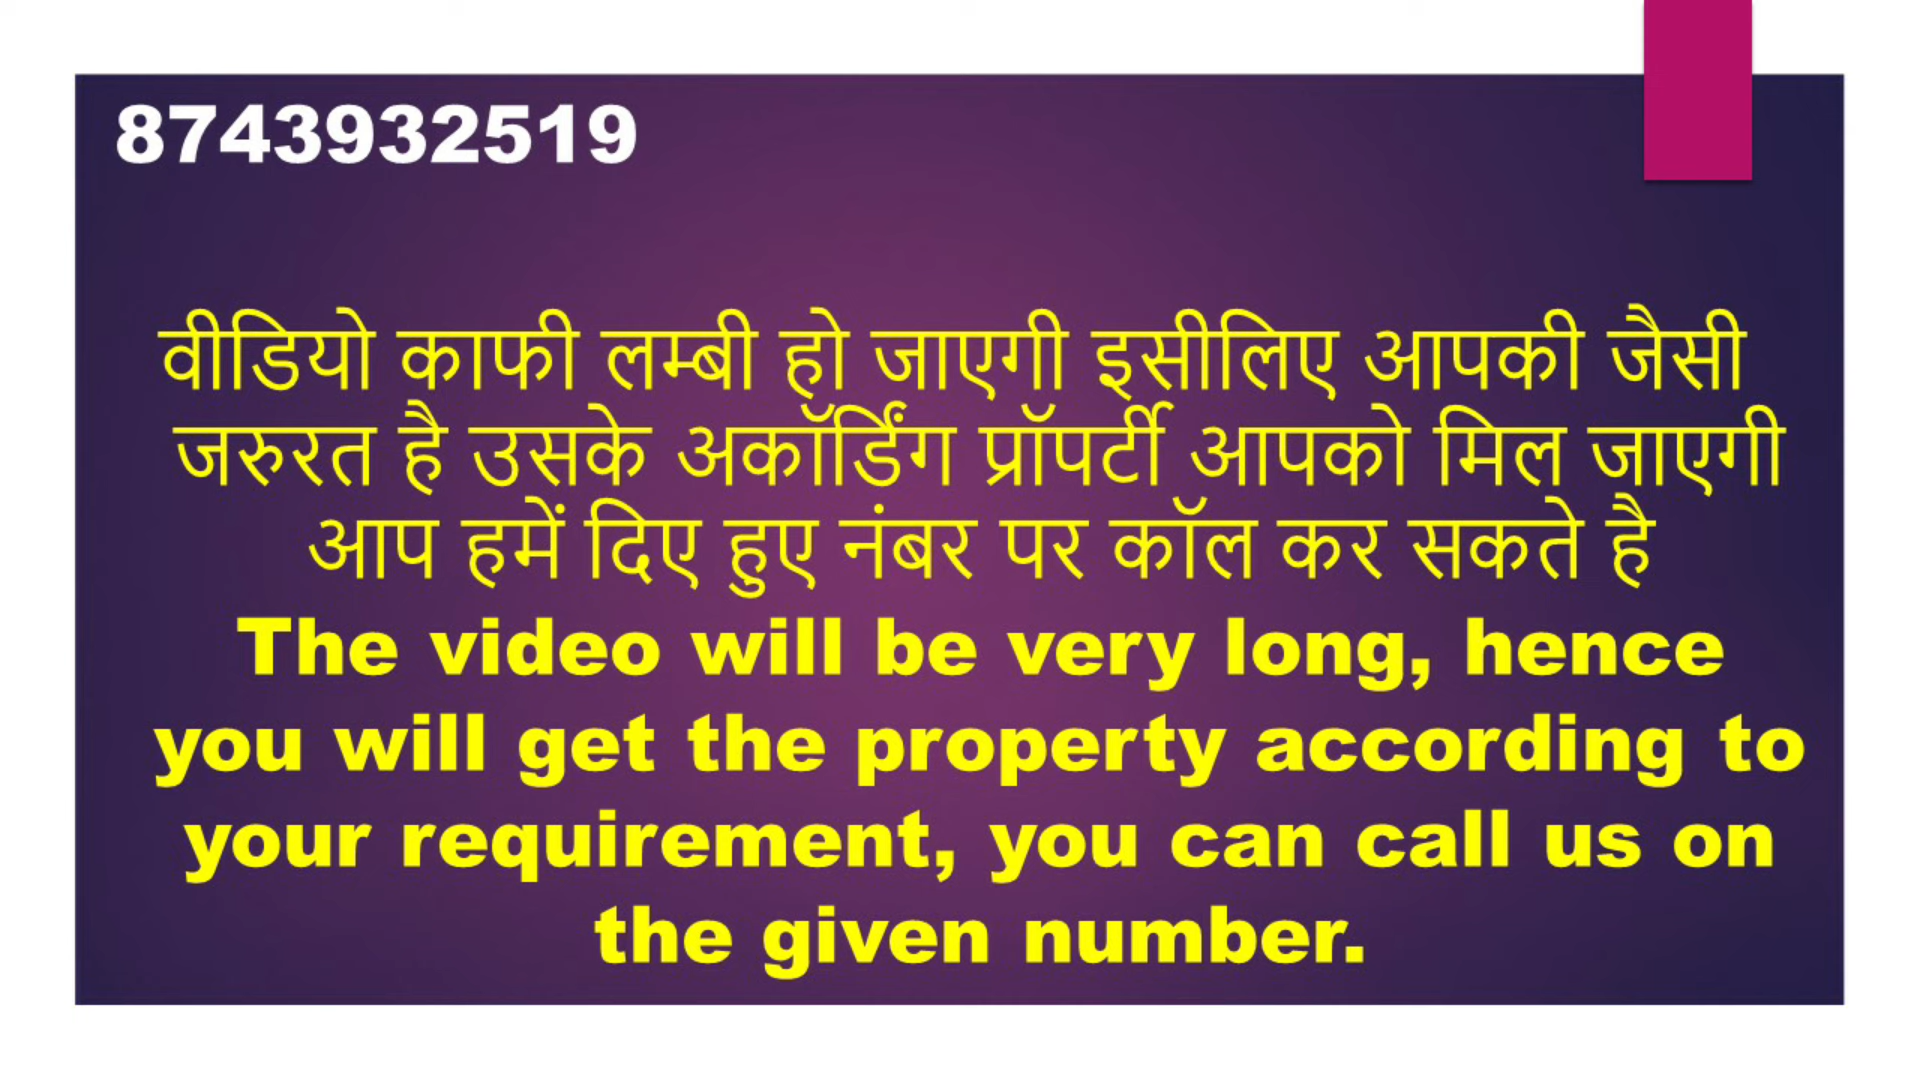 8743932519
वीडियो काफी लम्बी हो जाएगी इसीलिए आपकी जैसी
जरुरत है उसके अकॉर्डिंग प्रॉपर्टी आपको मिल जाएगी
आप हमें दिए हुए नंबर पर कॉल कर सकते है
The video will be very long, hence
you will get the property according to
your requirement, you can call us on
the given number.